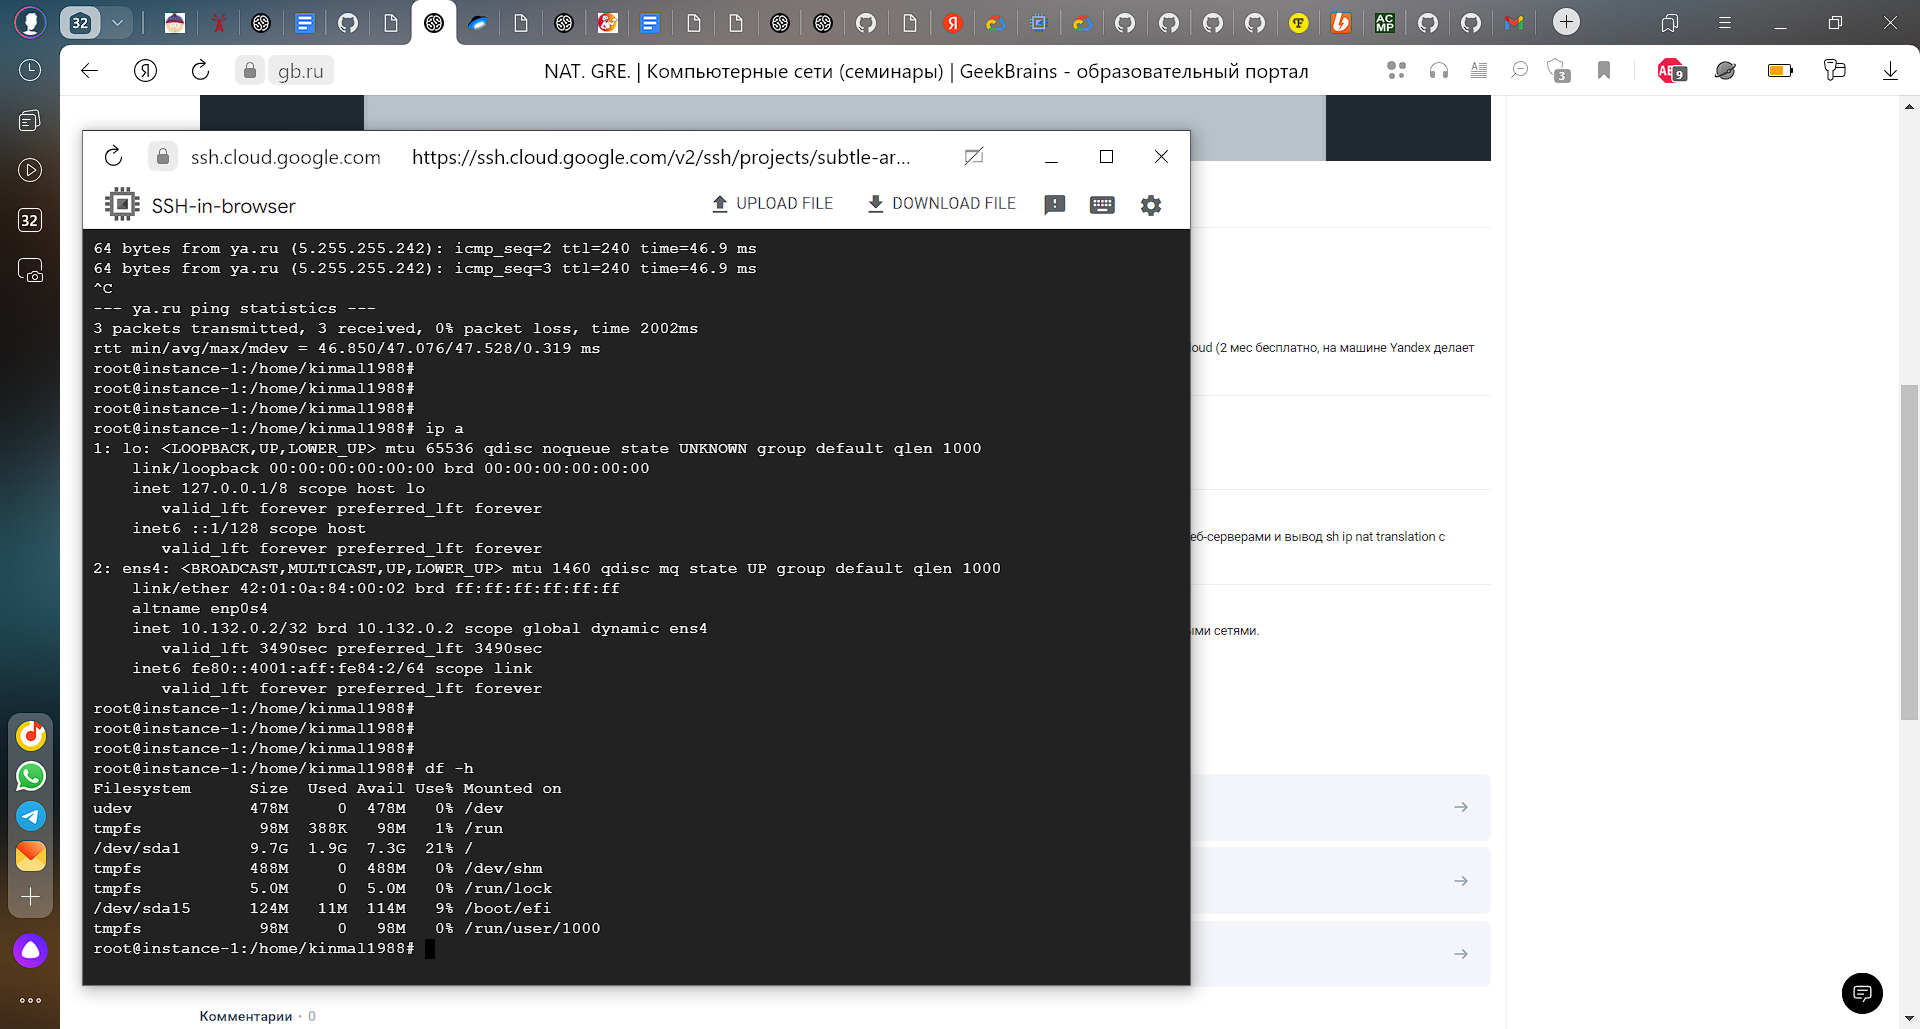 32
Я
gb.ru
NAT. GRE. | Компьютерные сети (семинары) | GeekBrains - образовательный портал
3
9
32
ssh.cloud.google.com https://ssh.cloud.google.com/v2/ssh/projects/subtle-ar...
SSH-in-browser
UPLOAD FILE
DOWNLOAD FILE
64 bytes from ya.ru (5.255.255.242): icmp_seq=2 ttl=240 time=46.9 ms
64 bytes from ya.ru (5.255.255.242): icmp_seq=3 ttl=240 time=46.9 ms
^C
--- ya.ru ping statistics ---
3 packets transmitted, 3 received, 0% packet loss, time 2002ms
rtt min/avg/max/mdev = 46.850/47.076/47.528/0.319 ms
root@instance-1:/home/kinmal1988#
root@instance-1:/home/kinmal1988#
root@instance-1:/home/kinmal1988#
root@instance-1:/home/kinmal1988# ip a
1: lo: <LOOPBACK,UP,LOWER_UP> mtu 65536 qdisc noqueue state UNKNOWN group default qlen 1000
link/loopback 00:00:00:00:00:00 brd 00:00:00:00:00:00
inet 127.0.0.1/8 scope host lo
valid_lft forever preferred_lft forever
inet6 ::1/128 scope host
valid_lft forever preferred_lft forever
2: ens4: <BROADCAST,MULTICAST,UP,LOWER_UP> mtu 1460 qdisc mq state UP group default qlen 1000
link/ether 42:01:0a:84:00:02 brd ff:ff:ff:ff:ff:ff
altname enp0s4
inet 10.132.0.2/32 brd 10.132.0.2 scope global dynamic ens4
valid_lft 3490sec preferred_lft 3490sec
inet6 fe80::4001:aff:fe84:2/64 scope link
valid_lft forever preferred_lft forever
root@instance-1:/home/kinmal1988#
root@instance-1:/home/kinmal1988#
root@instance-1:/home/kinmal1988#
root@instance-1:/home/kinmal1988# df -h
Filesystem Size Used Avail Use% Mounted on
udev 478M 0 478M 0% /dev
tmpfs 98M 388K 98M 1% /run
/dev/sda1 9.7G 1.9G 7.3G 21% /
tmpfs 488M 0 488M 0% /dev/shm
tmpfs 5.0M 0 5.0M 0% /run/lock
/dev/sda15 124M 11M 114M 9% /boot/efi
tmpfs 98M 0 98M 0% /run/user/1000
root@instance-1:/home/kinmal1988#
oud (2 мес бесплатно, на машине Yandex делает
еб-серверами и вывод sh ip nat translation с
ыми сетями.
Комментарии • 0